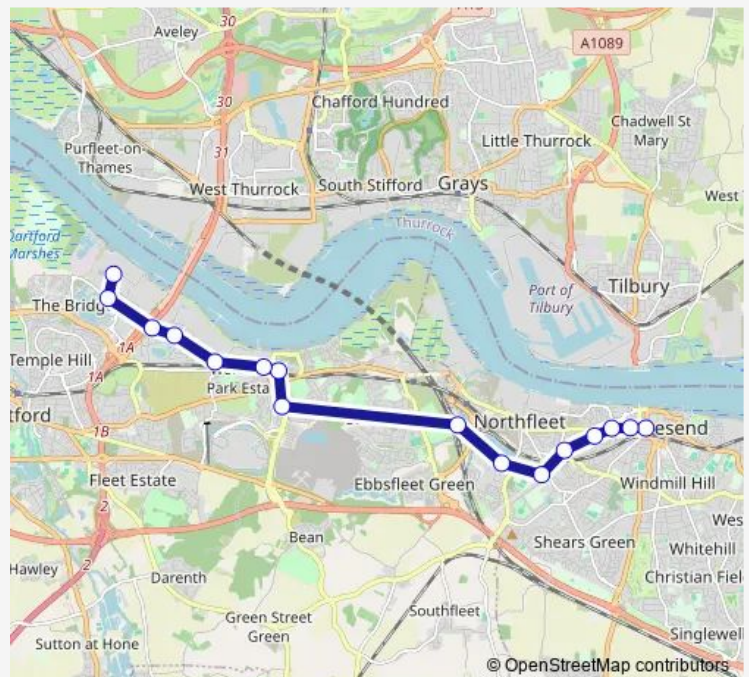 30
Aveley
A1089
30
Chafford Hundred
Chadwell St
Mary
Little Thurrock
31
Purfleet-on-
Thames
West Thurrock
South Stifford
Grays
West
Thurrock
Dartford
Marshes
Port of
Tilbury
Tilbury
The Bridg
1A
Temple Hill
1A
Park Esta
tford
Northfleet
esend
1B
Fleet Estate
Ebbsfleet Green
Windmill Hill
2
Wes
Bean
Shears Green
Whitehill
2
Hawley
Darenth
Christian Fiel
Southfleet
Green Street
Green
Singlewel
Sutton at Hone
© OpenStreetMap contributors